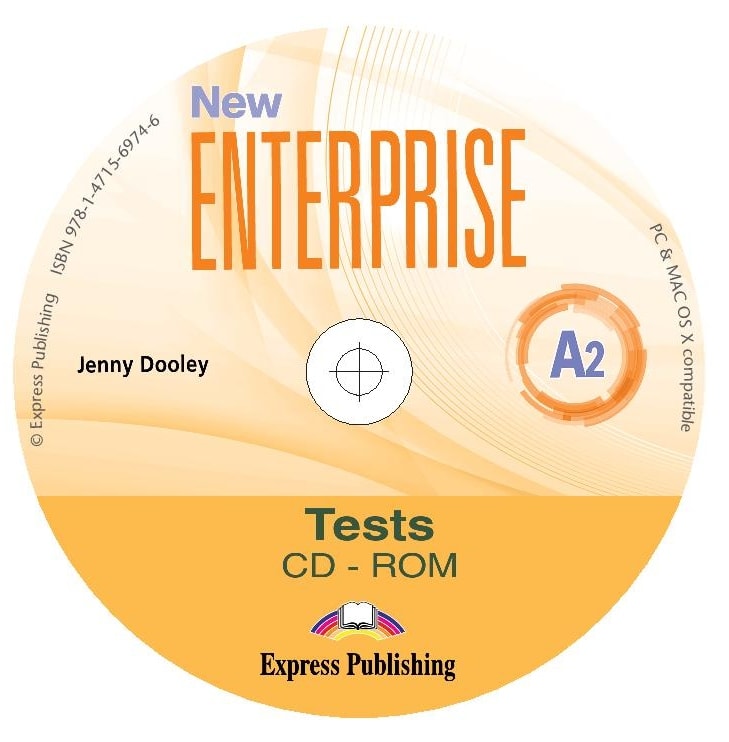 New
ENTERPRISE
© Express Publishing ISBN 978-1-4715-6974-6
PC & MAC OS X compatible
Jenny Dooley
A2
Tests
CD - ROM
Express Publishing